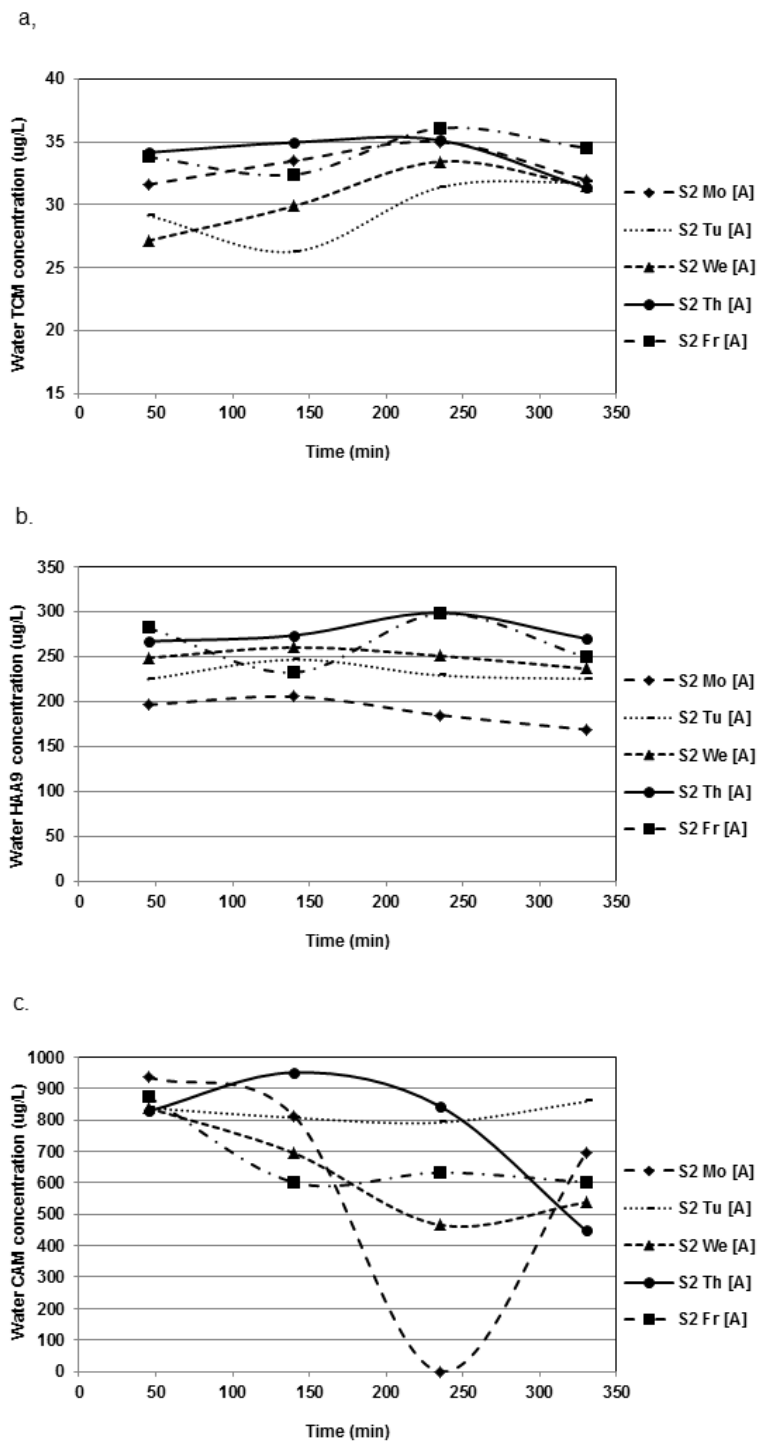 a,
Water TCM concentration (ug/L)
40
35
30
25
20
15
0 50 100 150 200 250 300 350
Time (min)
S2 Mo [A]
S2 Tu [A]
S2 We [A]
S2 Th [A]
S2 Fr [A]
b.
Water HAA9 concentration (ug/L)
350
300
250
200
150
100
50
0
0 50 100 150 200 250 300 350
Time (min)
S2 Mo [A]
S2 Tu [A]
S2 We [A]
S2 Th [A]
S2 Fr [A]
c.
Water CAM concentration (ug/L)
1000
900
800
700
600
500
400
300
200
100
0
0 50 100 150 200 250 300 350
Time (min)
S2 Mo [A]
S2 Tu [A]
S2 We [A]
S2 Th [A]
S2 Fr [A]